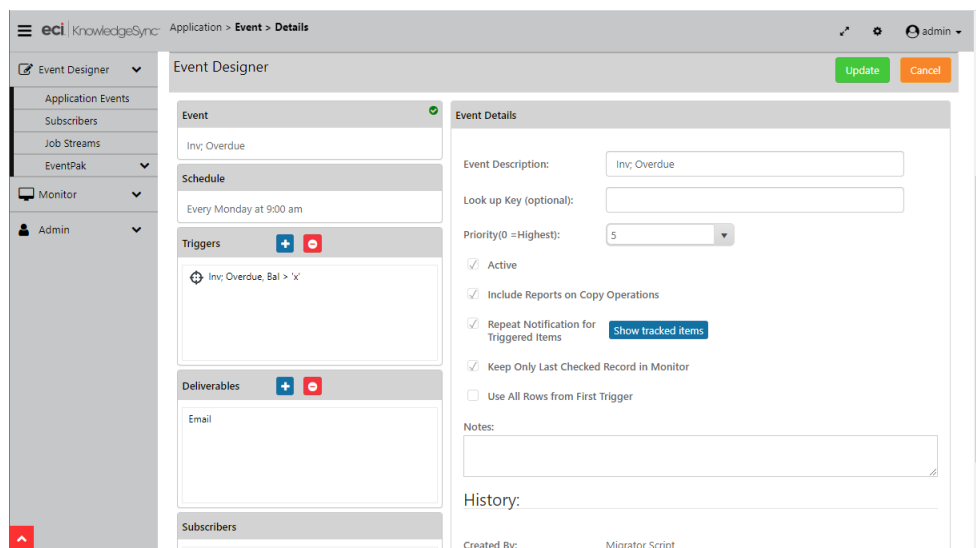 eci KnowledgeSync
Application > Event > Details
admin
Event Designer
Application Events
Subscribers
Job Streams
EventPak
Monitor
Admin
Event Designer
Update
Cancel
Event
Inv; Overdue
Schedule
Every Monday at 9:00 am
Triggers
Inv; Overdue, Bal > 'x'
Deliverables
Email
Subscribers
Event Details
Event Description:
Inv; Overdue
Look up Key (optional):
Priority(0 =Highest):
5
Active
Include Reports on Copy Operations
Repeat Notification for
Triggered Items
Show tracked items
Keep Only Last Checked Record in Monitor
Use All Rows from First Trigger
Notes:
History:
Created By:
Migrator Script